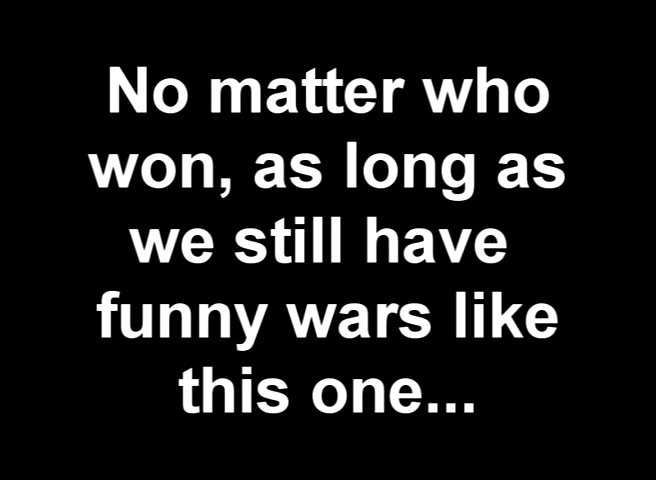 No matter who
won, as long as
we still have
funny wars like
this one...